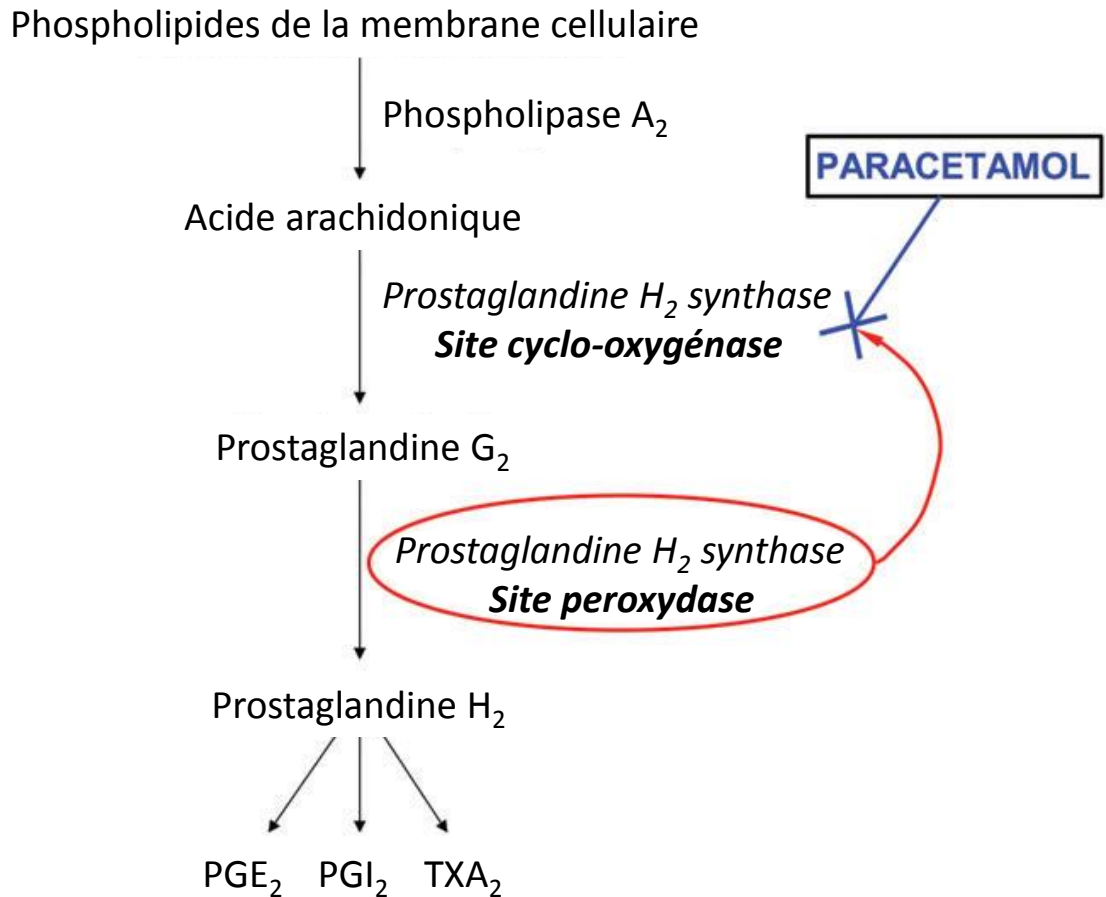 Phospholipides de la membrane cellulaire
Phospholipase A₂
PARACETAMOL
Acide arachidonique
Prostaglandine H₂ synthase
Site cyclo-oxygénase
Prostaglandine G₂
Prostaglandine H₂ synthase
Site peroxydase
Prostaglandine H₂
PGE₂ PGI₂ TXA₂